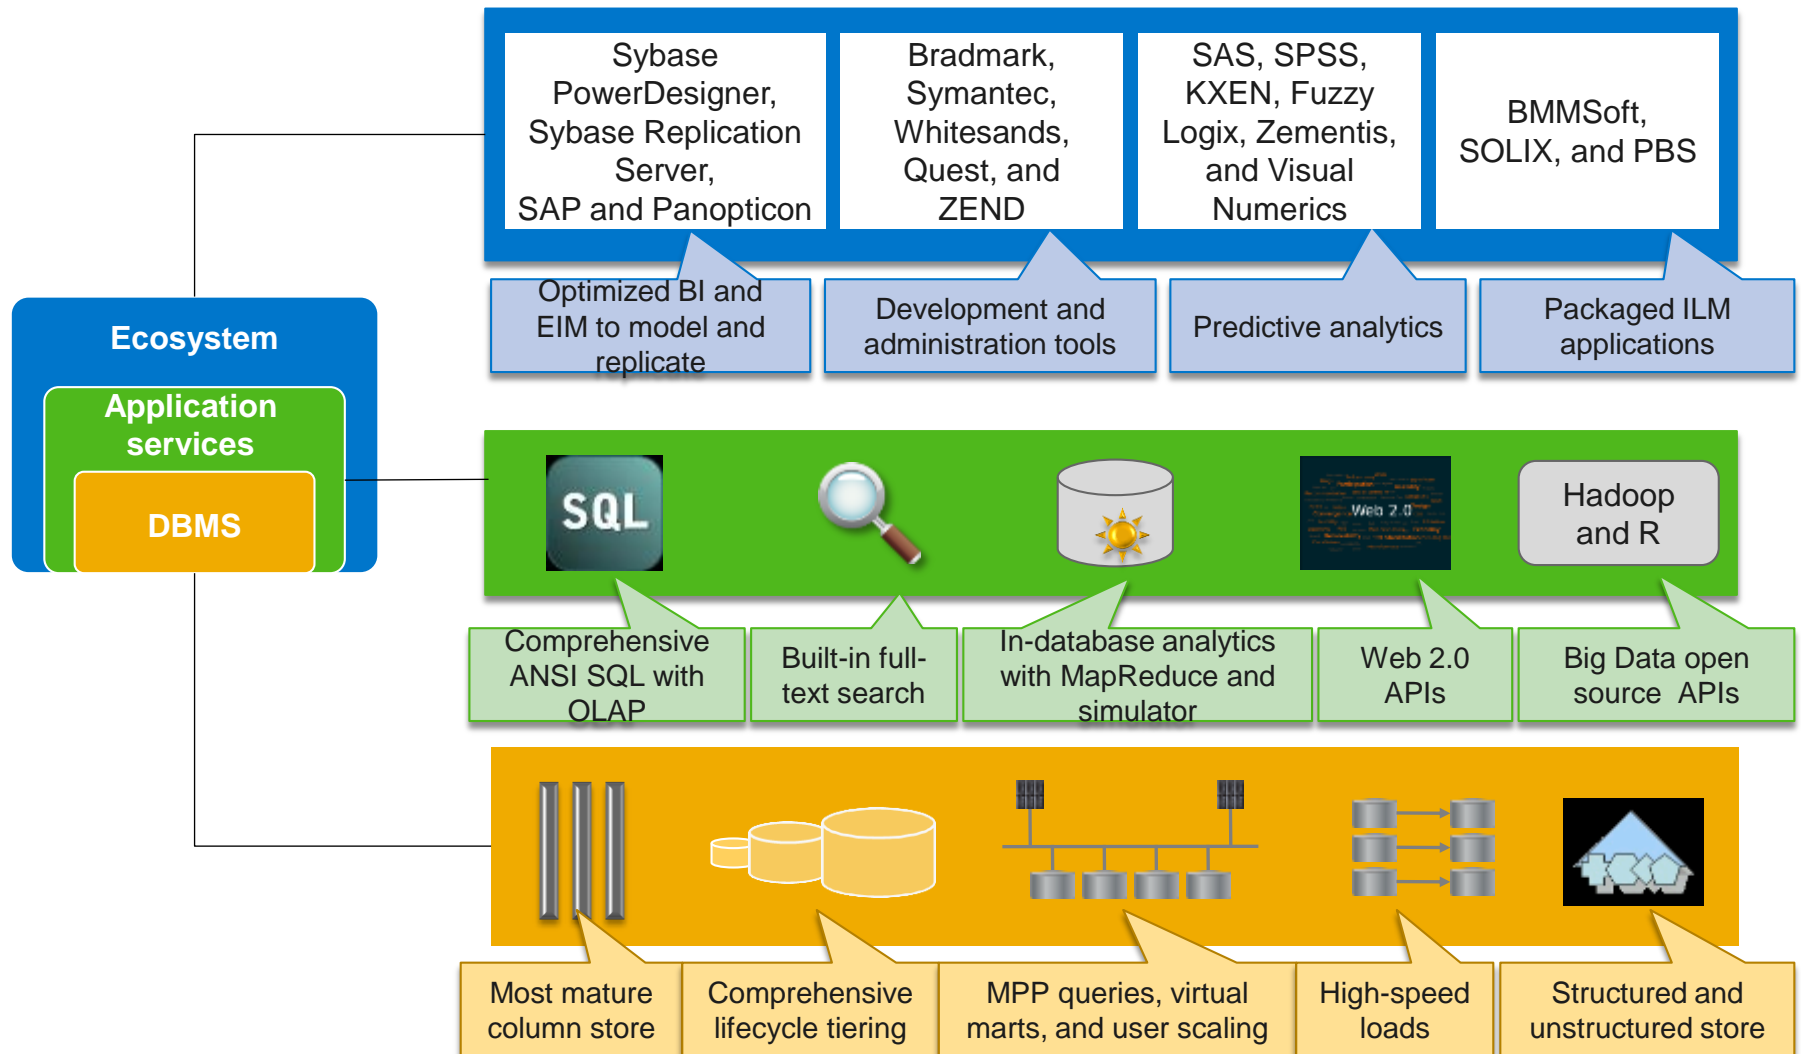 Sybase
PowerDesigner,
Sybase Replication
Server,
SAP and Panopticon
Bradmark,
Symantec,
Whitesands,
Quest, and
ZEND
SAS, SPSS,
KXEN, Fuzzy
Logix, Zementis,
and Visual
Numerics
BMMSoft,
SOLIX, and PBS
Optimized BI and
EIM to model and
replicate
Development and
administration tools
Predictive analytics
Packaged ILM
applications
Ecosystem
Application
services
DBMS
SQL
Web 2.0
Hadoop
and R
Comprehensive
ANSI SQL with
OLAP
Built-in full-
text search
In-database analytics
with MapReduce and
simulator
Web 2.0
APIs
Big Data open
source  APIs
Most mature
column store
Comprehensive
lifecycle tiering
MPP queries, virtual
marts, and user scaling
High-speed
loads
Structured and
unstructured store